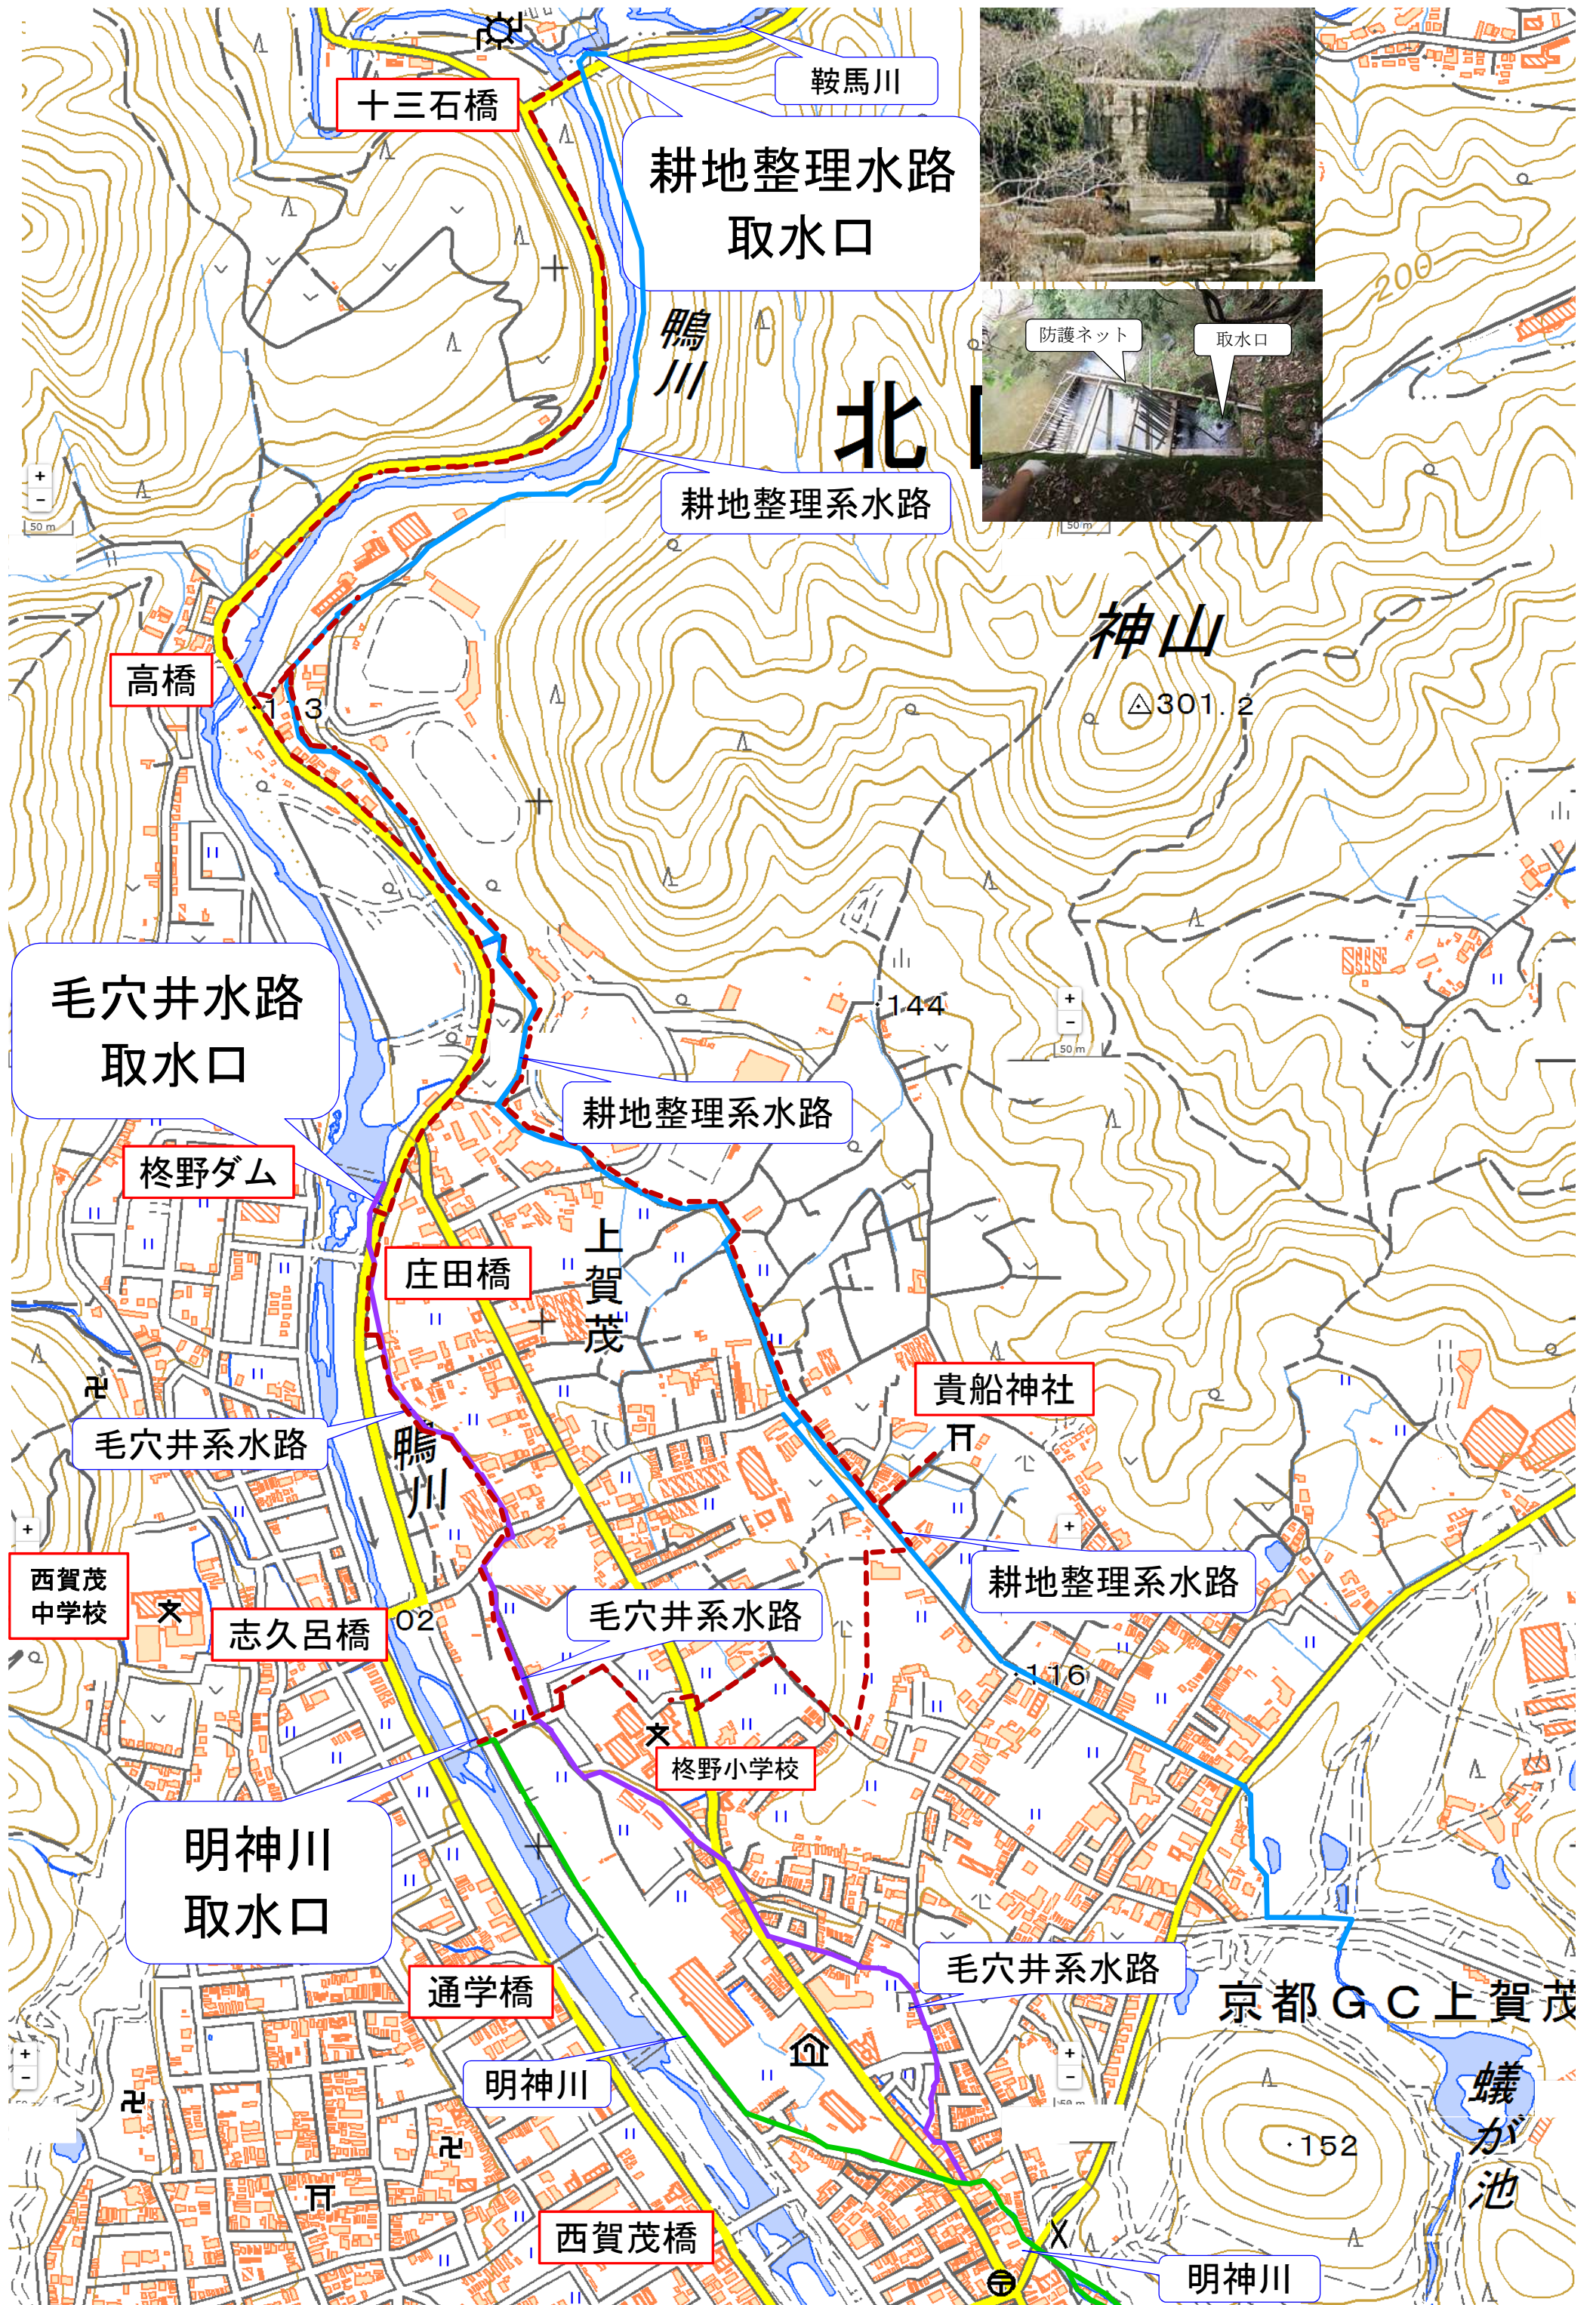 鞍馬川
十三石橋
耕地整理水路
取水口
200
防護ネット
取水口
鴨川
北
耕地整理系水路
50 m
50 m
神山
301.2
高橋
1 3
144
50 m
毛穴井水路
取水口
耕地整理系水路
柊野ダム
上賀茂
庄田橋
貴船神社
毛穴井系水路
鴨川
西賀茂
中学校
耕地整理系水路
毛穴井系水路
志久呂橋
02
116
柊野小学校
明神川
取水口
毛穴井系水路
通学橋
京都GC上賀茂
明神川
蟻が池
152
西賀茂橋
明神川